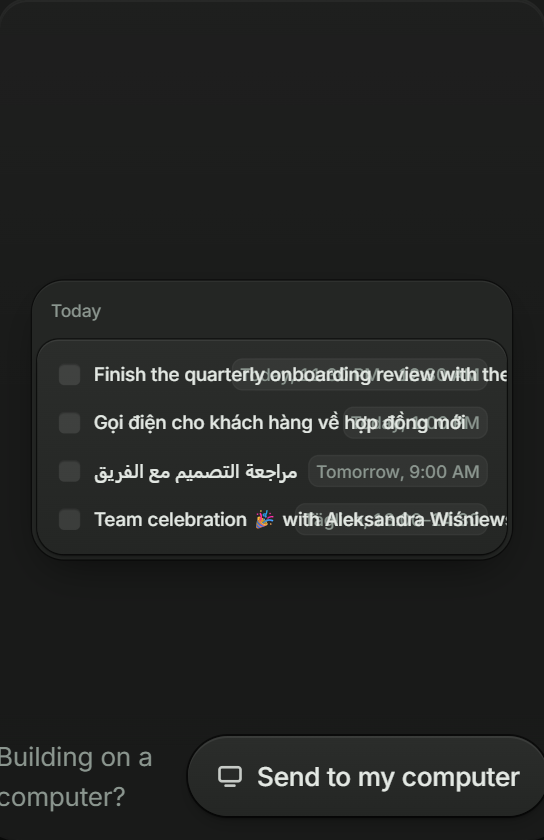 Today
Finish the quarterly onboarding review with the
Gọi điện cho khách hàng về hợp đồng mới
مراجعة التصميم مع الفريق
Tomorrow, 9:00 AM
Team celebration 🎉 with Aleksandra Wiśniews
Building on a
computer?
Send to my computer